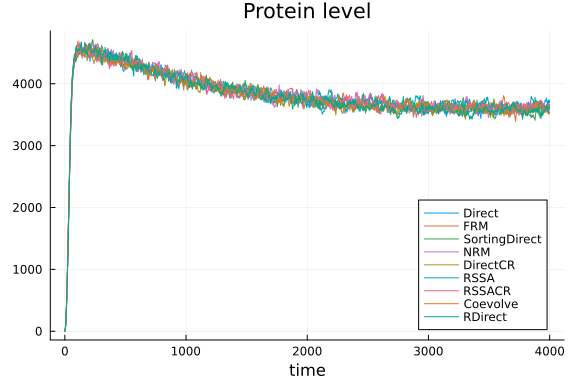 Protein level
4000
3000
2000
1000
0
Direct
FRM
SortingDirect
NRM
DirectCR
RSSA
RSSACR
Coevolve
RDirect
0 1000 2000 3000 4000
time